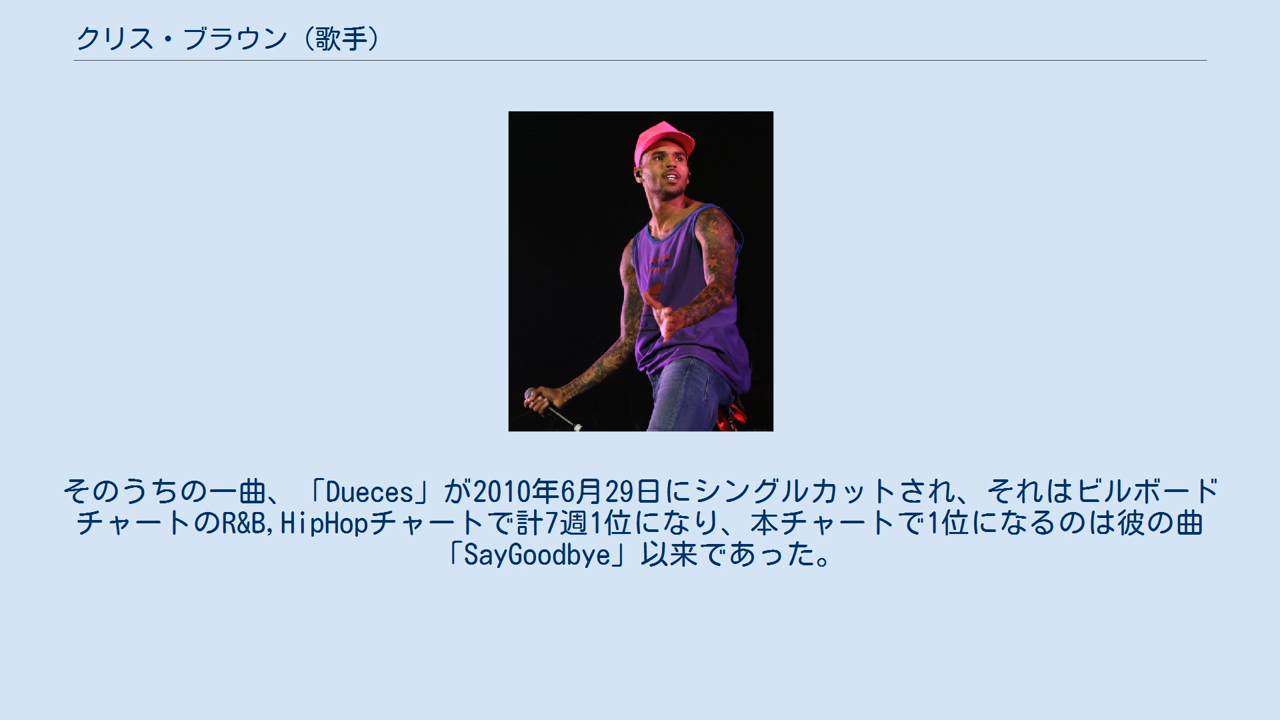 クリス・ブラウン（歌手）
そのうちの一曲、「Dueces」が2010年6月29日にシングルカットされ、それはビルボード
チャートのR&B,HipHopチャートで計7週1位になり、本チャートで1位になるのは彼の曲
「SayGoodbye」以来であった。